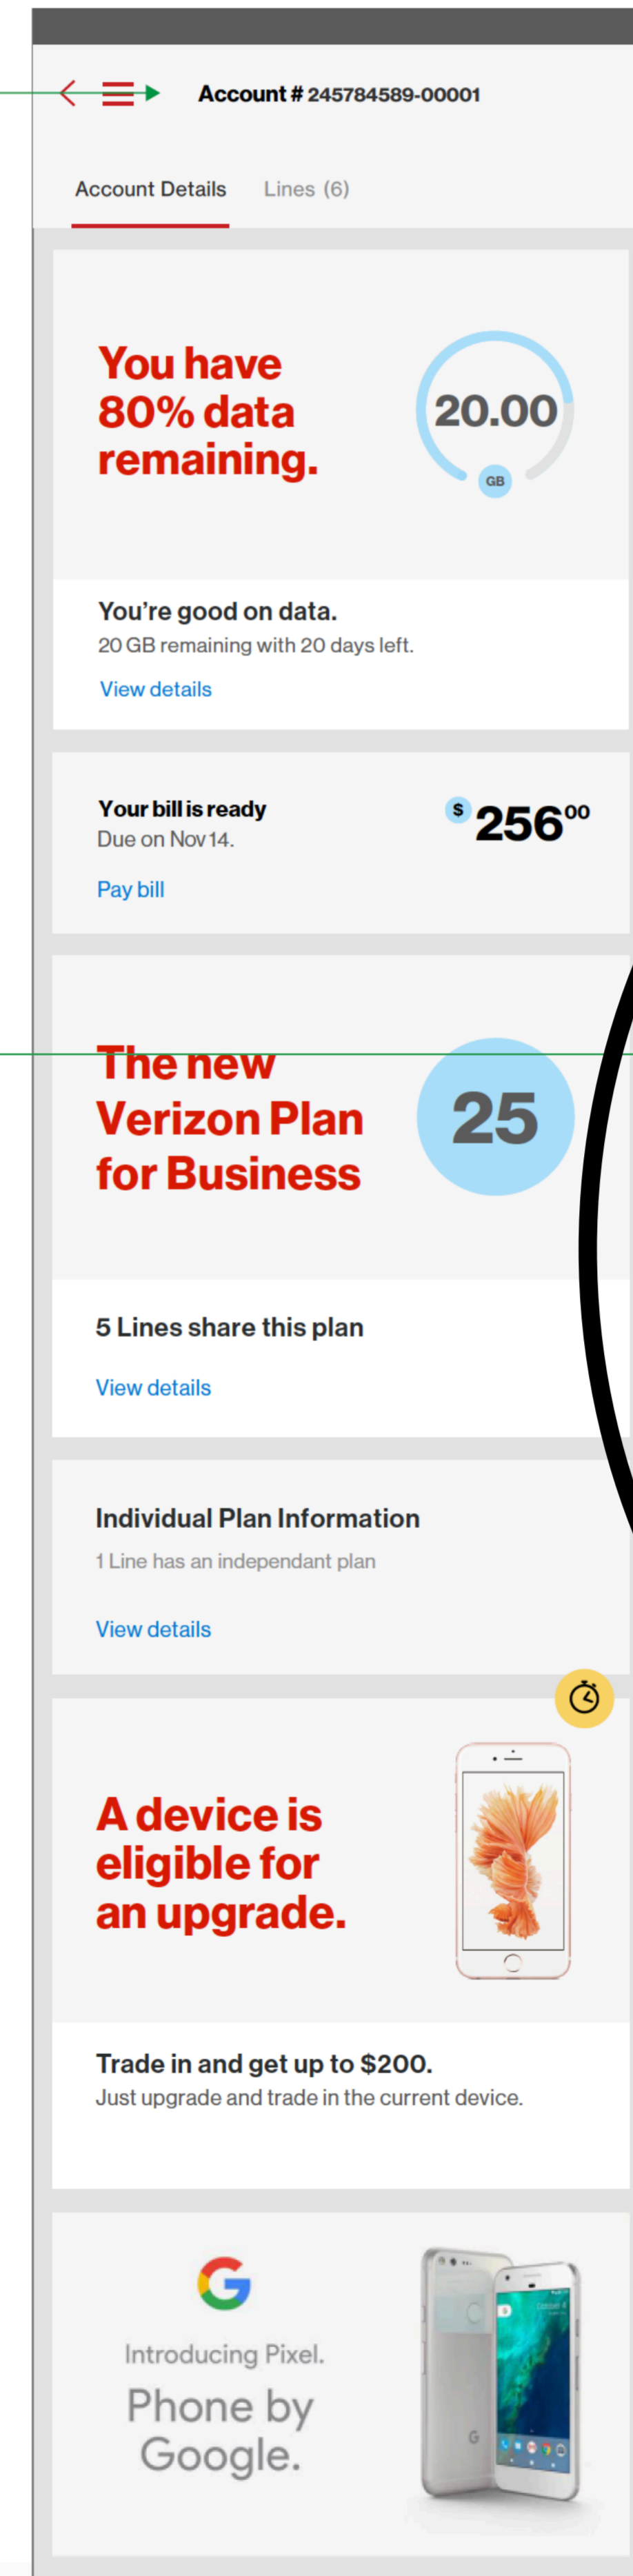 Account # 245784589-00001
Account Details Lines (6)
You have
80% data
remaining.
20.00
GB
You're good on data.
20 GB remaining with 20 days left.
View details
Your bill is ready
Due on Nov 14.
$ 256 00
Pay bill
The new
Verizon Plan
for Business
25
5 Lines share this plan
View details
Individual Plan Information
1 Line has an independant plan
View details
A device is
eligible for
an upgrade.
Trade in and get up to $200.
Just upgrade and trade in the current device.
G
Introducing Pixel.
Phone by
Google.
G